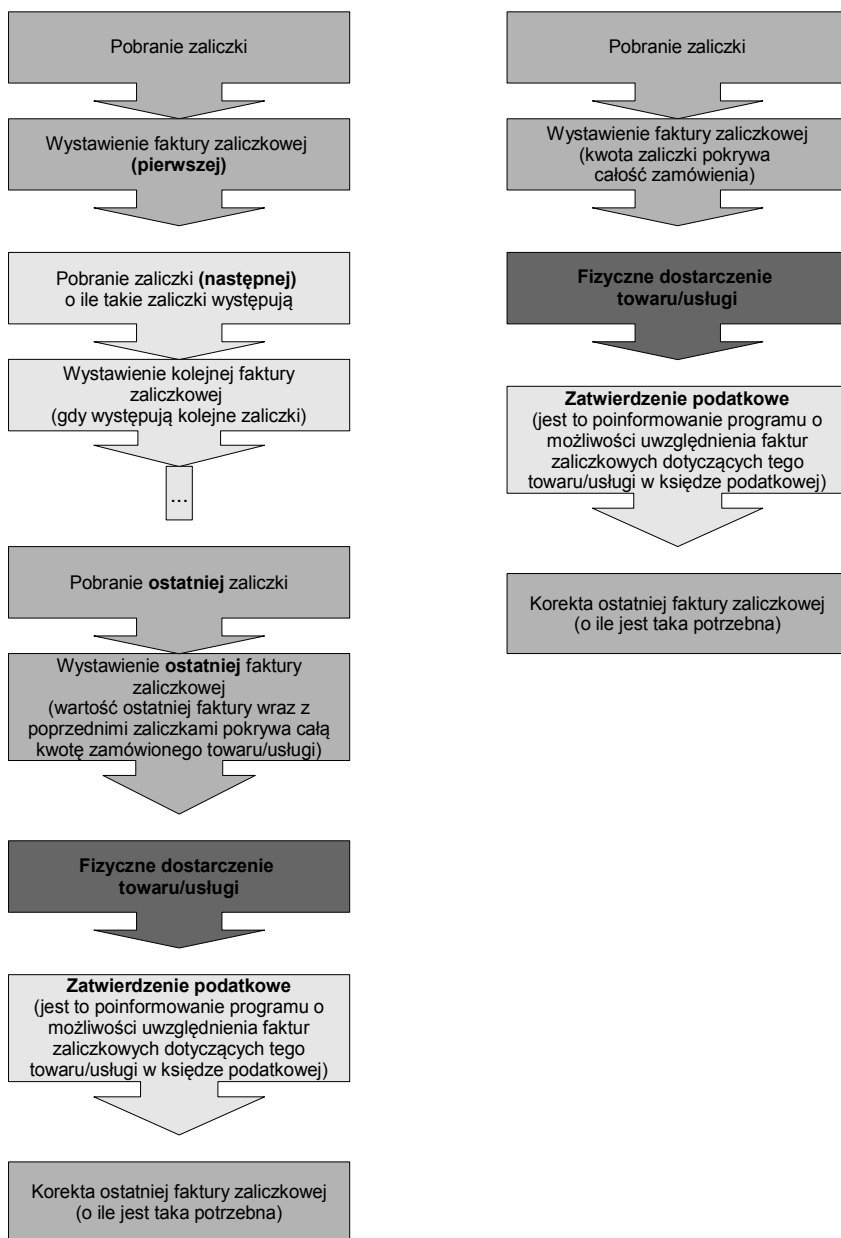 Pobranie zaliczki
Wystawienie faktury zaliczkowej
(pierwszej)
Pobranie zaliczki (następnej)
o ile takie zaliczki występują
Wystawienie kolejnej faktury
zaliczkowej
(gdy występują kolejne zaliczki)
...
Pobranie ostatniej zaliczki
Wystawienie ostatniej faktury
zaliczkowej
(wartość ostatniej faktury wraz z
poprzednimi zaliczkami pokrywa całą
kwotę zamówionego towaru/usługi)
Fizyczne dostarczenie
towaru/usługi
Zatwierdzenie podatkowe
(jest to poinformowanie programu o
możliwości uwzględnienia faktur
zaliczkowych dotyczących tego
towaru/usługi w księdze podatkowej)
Korekta ostatniej faktury zaliczkowej
(o ile jest taka potrzebna)
Pobranie zaliczki
Wystawienie faktury zaliczkowej
(kwota zaliczki pokrywa
całość zamówienia)
Fizyczne dostarczenie
towaru/usługi
Zatwierdzenie podatkowe
(jest to poinformowanie programu o
możliwości uwzględnienia faktur
zaliczkowych dotyczących tego
towaru/usługi w księdze podatkowej)
Korekta ostatniej faktury zaliczkowej
(o ile jest taka potrzebna)